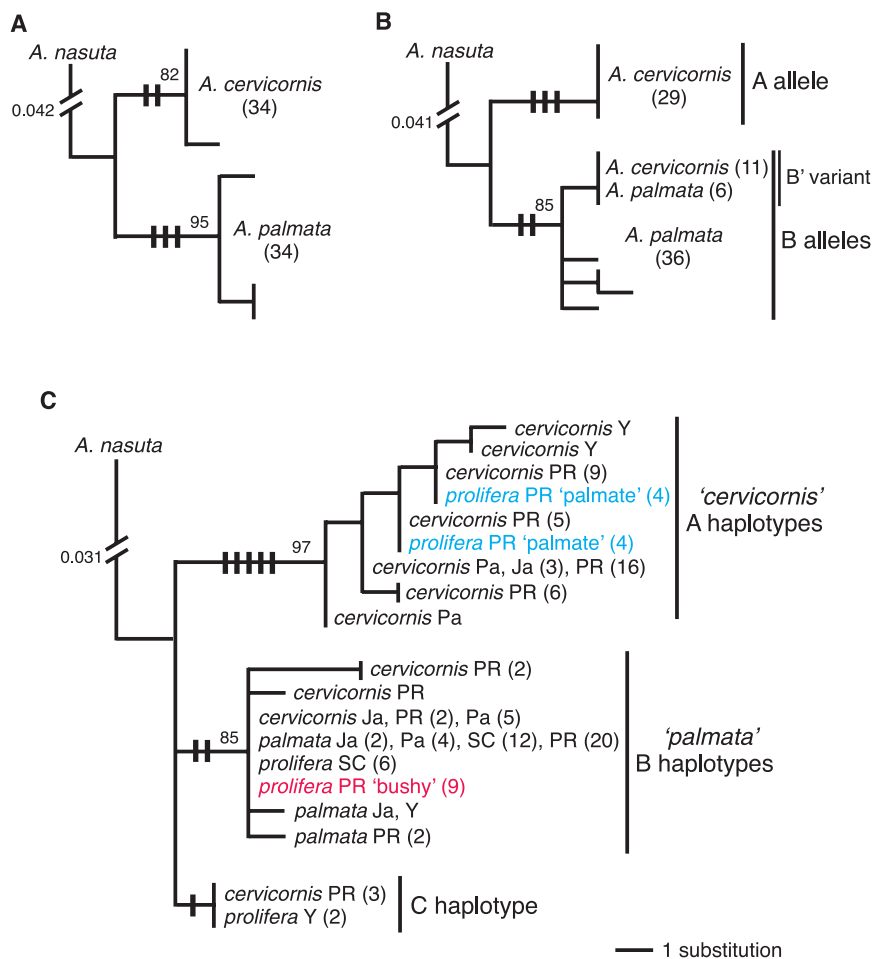 A
A. nasuta
0.042
82
A. cervicornis
(34)
95
A. palmata
(34)
B
A. nasuta
0.041
A. cervicornis
(29)
A allele
85
A. cervicornis (11)
A. palmata (6)
B' variant
A. palmata
(36)
B alleles
C
A. nasuta
0.031
97
cervicornis Y
cervicornis Y
cervicornis PR (9)
prolifera PR 'palmate' (4)
cervicornis PR (5)
prolifera PR 'palmate' (4)
cervicornis Pa, Ja (3), PR (16)
cervicornis PR (6)
cervicornis Pa
'cervicornis'
A haplotypes
85
cervicornis PR (2)
cervicornis PR
cervicornis Ja, PR (2), Pa (5)
palmata Ja (2), Pa (4), SC (12), PR (20)
prolifera SC (6)
prolifera PR 'bushy' (9)
palmata Ja, Y
palmata PR (2)
'palmata'
B haplotypes
cervicornis PR (3)
prolifera Y (2)
C haplotype
1 substitution